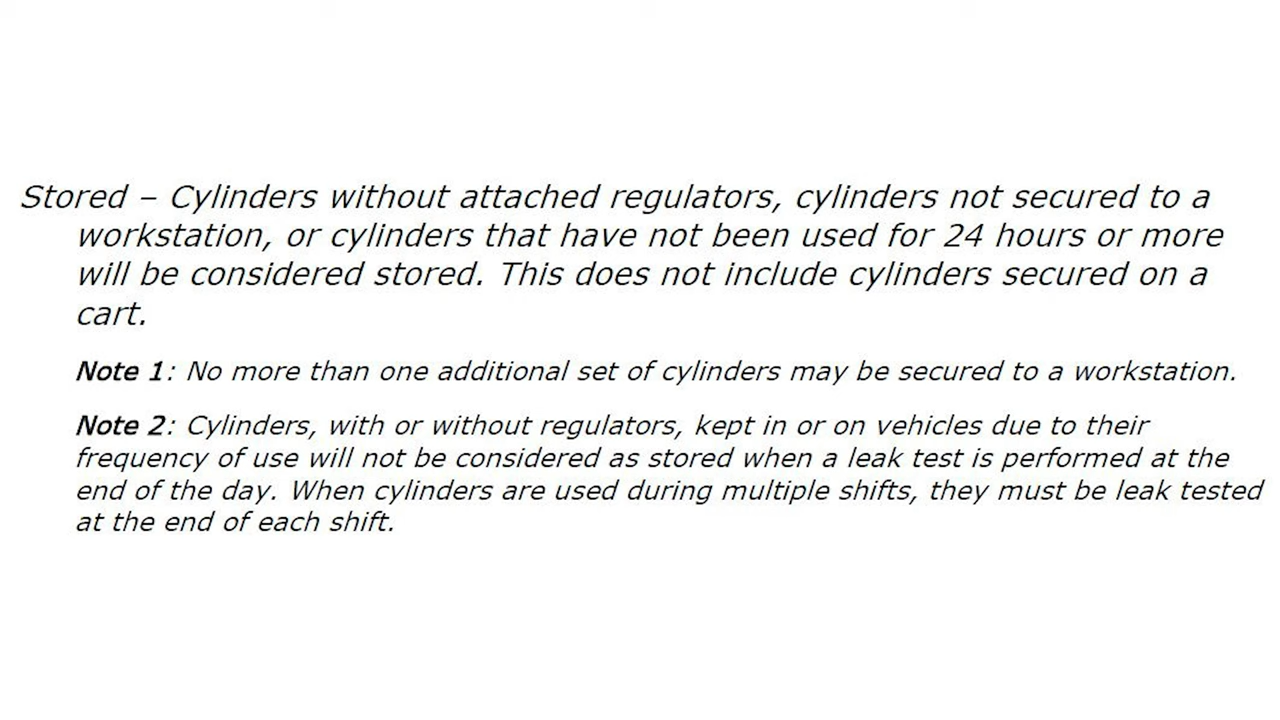 Stored – Cylinders without attached regulators, cylinders not secured to a
workstation, or cylinders that have not been used for 24 hours or more
will be considered stored. This does not include cylinders secured on a
cart.
Note 1: No more than one additional set of cylinders may be secured to a workstation.
Note 2: Cylinders, with or without regulators, kept in or on vehicles due to their
frequency of use will not be considered as stored when a leak test is performed at the
end of the day. When cylinders are used during multiple shifts, they must be leak tested
at the end of each shift.